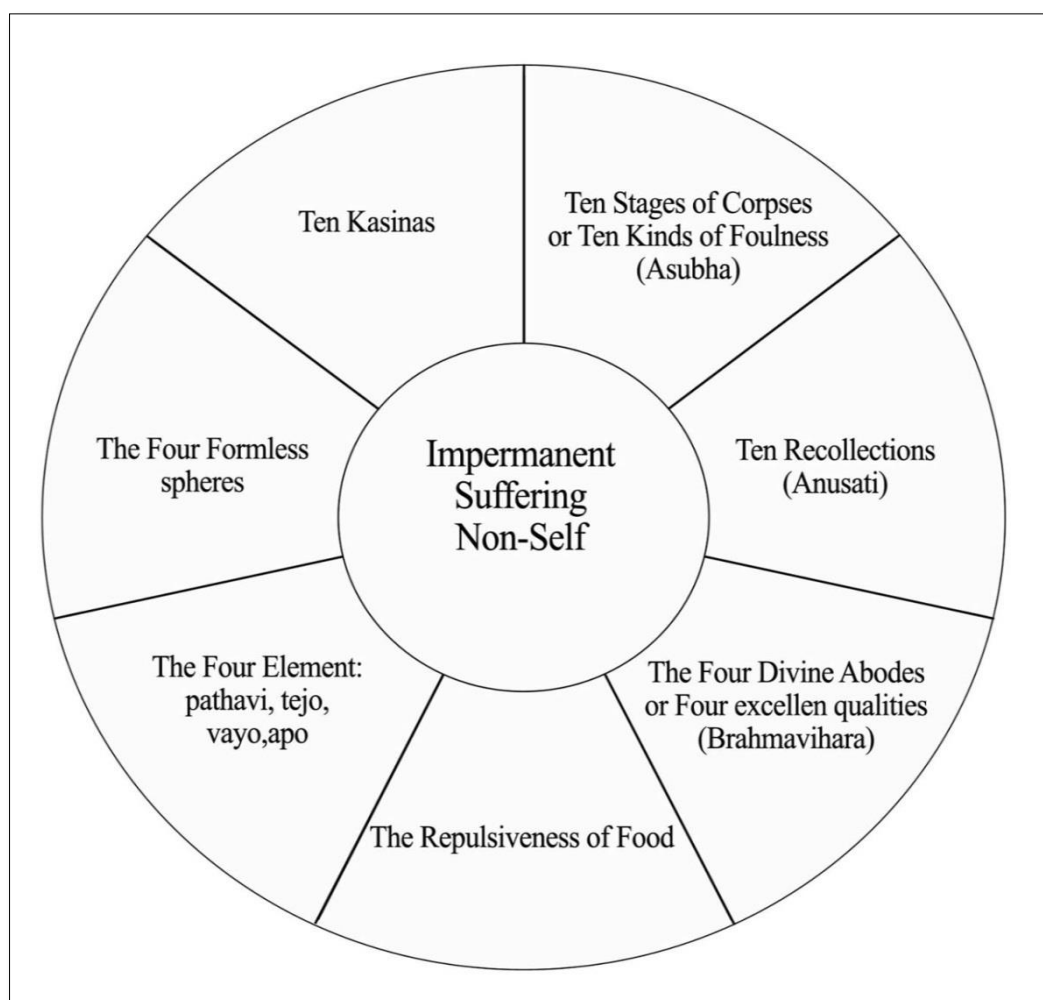 Ten Kasinas
Ten Stages of Corpses
or Ten Kinds of Foulness
(Asubha)
The Four Formless
spheres
Impermanent
Suffering
Non-Self
Ten Recollections
(Anusati)
The Four Element:
pathavi, tejo,
vayo,apo
The Four Divine Abodes
or Four excellen qualities
(Brahmavihara)
The Repulsiveness of Food